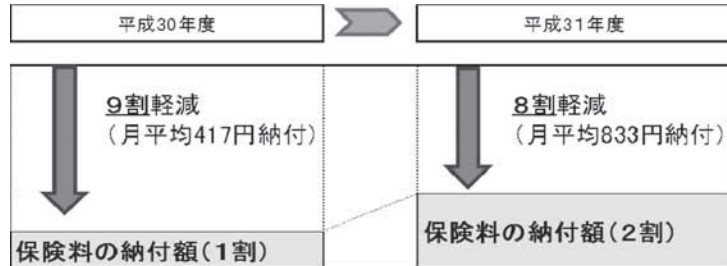 平成30年度
平成31年度
9割軽減
（月平均417円納付）
8割軽減
（月平均833円納付）
保険料の納付額（1割）
保険料の納付額（2割）